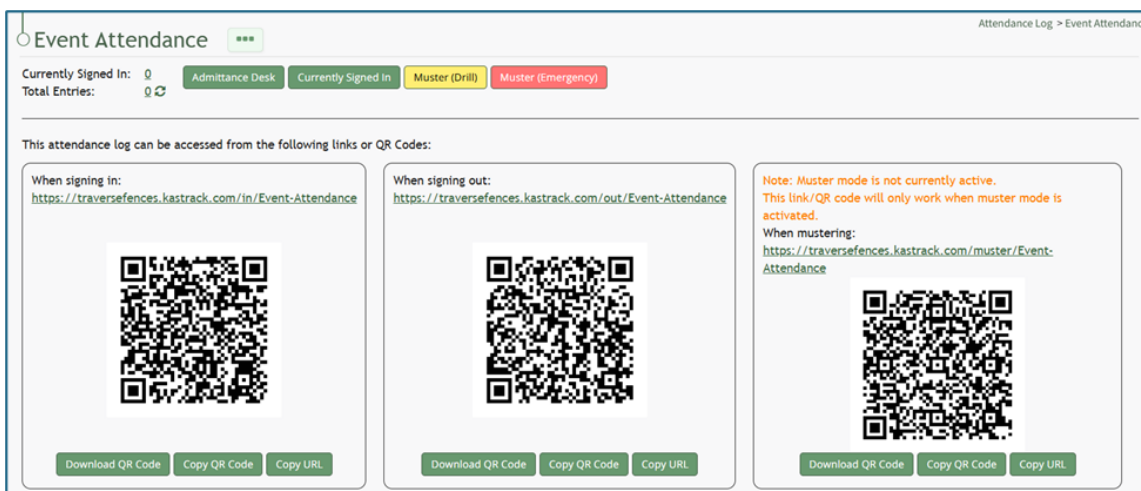 Attendance Log > Event Attendanc
Event Attendance
Currently Signed In: 0
Total Entries: 0
Admittance Desk
Currently Signed In
Muster (Drill)
Muster (Emergency)
This attendance log can be accessed from the following links or QR Codes:
When signing in:
https://traversefences.kastrack.com/in/Event-Attendance
Download QR Code
Copy QR Code
Copy URL
When signing out:
https://traversefences.kastrack.com/out/Event-Attendance
Download QR Code
Copy QR Code
Copy URL
Note: Muster mode is not currently active.
This link/QR code will only work when muster mode is
activated.
When mustering:
https://traversefences.kastrack.com/muster/Event-
Attendance
Download QR Code
Copy QR Code
Copy URL